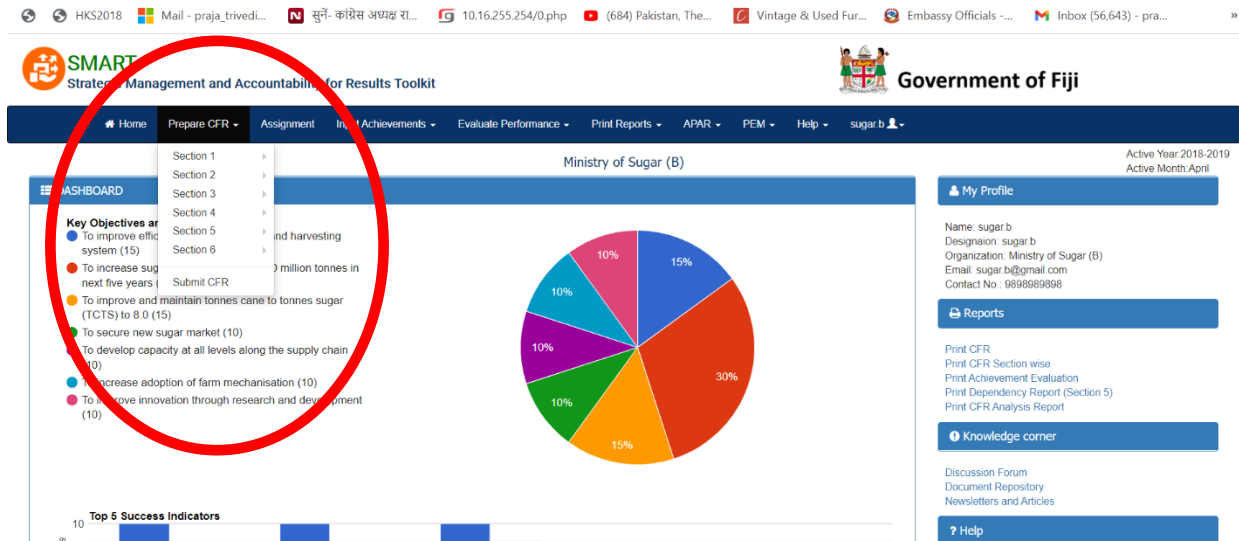 HKS2018 Mail - praja_trivedi... सुनें- कांग्रेस अध्यक्ष रा... 10.16.255.254/0.php (684) Pakistan, The... Vintage & Used Fur... Embassy Officials -... Inbox (56,643) - pra... »
SMART
Strategic Management and Accountability for Results Toolkit
Government of Fiji
Home Prepare CFR Assignment Input Achievements Evaluate Performance Print Reports APAR PEM Help sugar.b
Section 1
Section 2
Section 3
Section 4
Section 5
Section 6
Submit CFR
Ministry of Sugar (B)
Active Year:2018-2019
Active Month:April
DASHBOARD
Key Objectives
To improve and harvesting
system (15)
To increase million tonnes in
next five years
To improve and maintain tonnes cane to tonnes sugar
(TCTS) to 8.0 (15)
To secure new sugar market (10)
To develop capacity at all levels along the supply chain
(10)
To increase adoption of farm mechanisation (10)
To improve innovation through research and development
(10)
10%
15%
10%
10%
30%
10%
15%
Top 5 Success Indicators
10
My Profile
Name: sugar.b
Designaion: sugar.b
Organization: Ministry of Sugar (B)
Email: sugar.b@gmail.com
Contact No.: 9898989898
Reports
Print CFR
Print CFR Section wise
Print Achievement Evaluation
Print Dependency Report (Section 5)
Print CFR Analysis Report
Knowledge corner
Discussion Forum
Document Repository
Newsletters and Articles
? Help